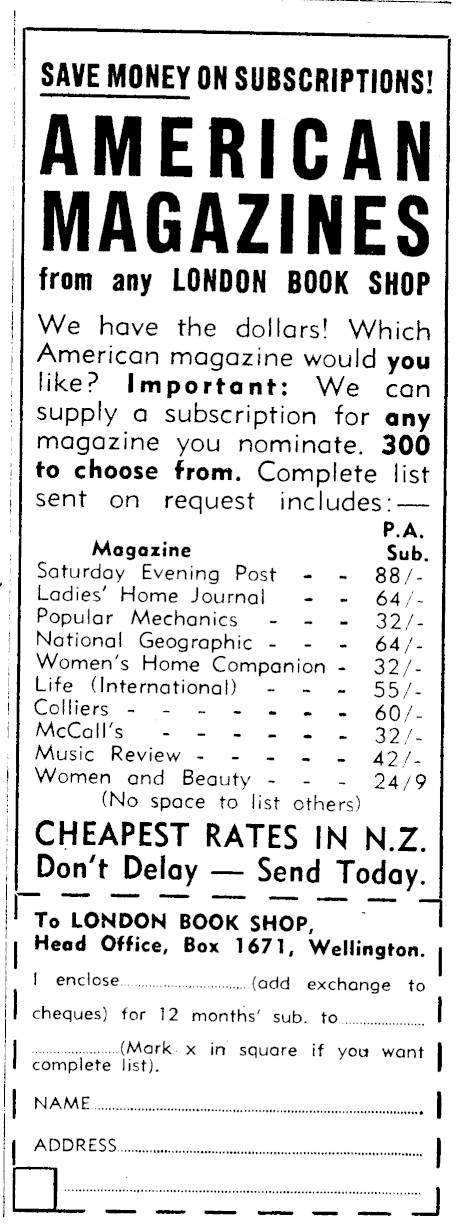 SAVE MONEY ON SUBSCRIPTIONS!
AMERICAN
MAGAZINES
from any LONDON BOOK SHOP
We have the dollars! Which
American magazine would you
like? Important: We can
supply a subscription for any
magazine you nominate. 300
to choose from. Complete list
sent on request includes:—
P.A.
Magazine Sub.
Saturday Evening Post - - 88/-
Ladies' Home Journal - - 64/-
Popular Mechanics - - - 32/-
National Geographic - - - 64/-
Women's Home Companion - 32/-
Life (International) - - - 55/-
Colliers - - - - - - - 60/-
McCall's - - - - - - 32/-
Music Review - - - - - 42/-
Women and Beauty - - - 24/9
(No space to list others)
CHEAPEST RATES IN N.Z.
Don't Delay — Send Today.
To LONDON BOOK SHOP,
Head Office, Box 1671, Wellington.
I enclose..............................(add exchange to
cheques) for 12 months' sub. to....................
.....................(Mark x in square if you want
complete list).
NAME................................................................
ADDRESS..........................................................